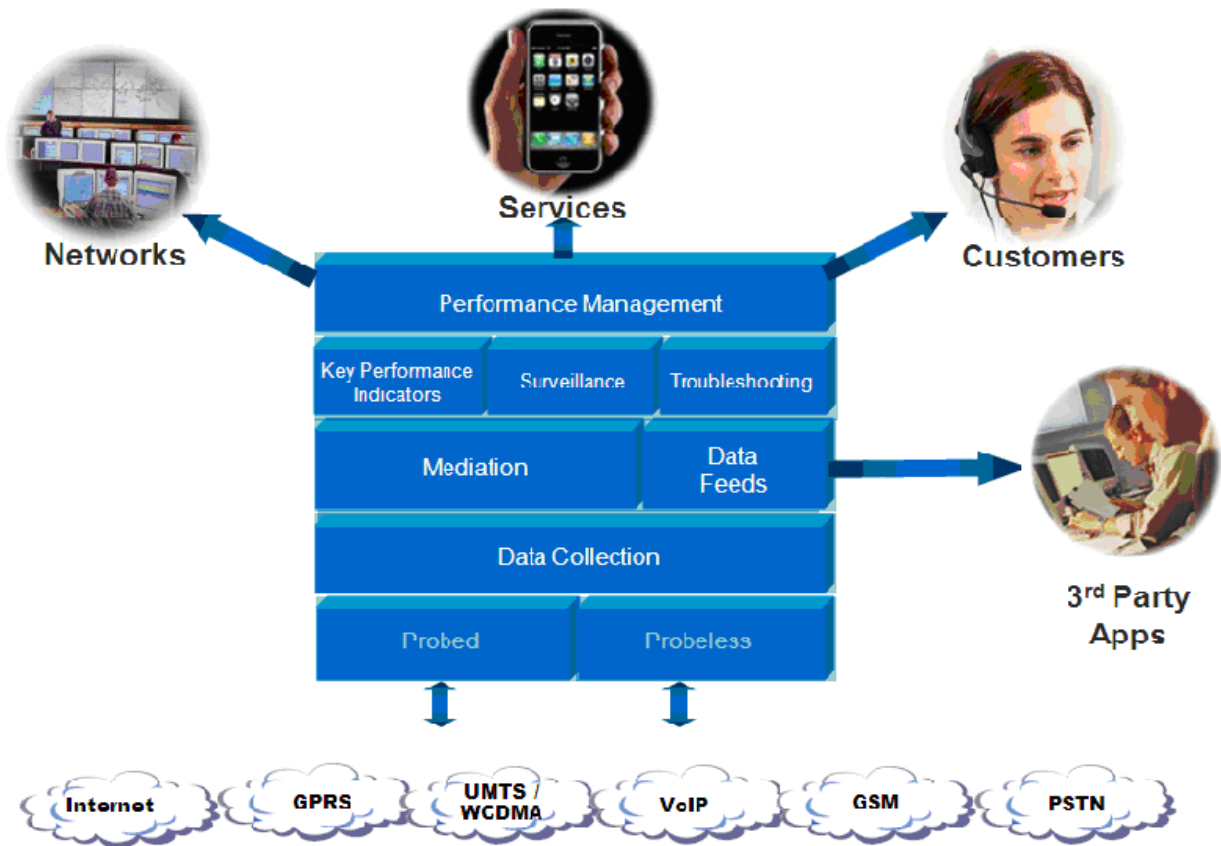 Services
Networks
Customers
Performance Management
Key Performance
Indicators
Surveillance
Troubleshooting
Mediation
Data
Feeds
Data Collection
3rd Party
Apps
Probed
Probeless
Internet
GPRS
UMTS /
WCDMA
VoIP
GSM
PSTN